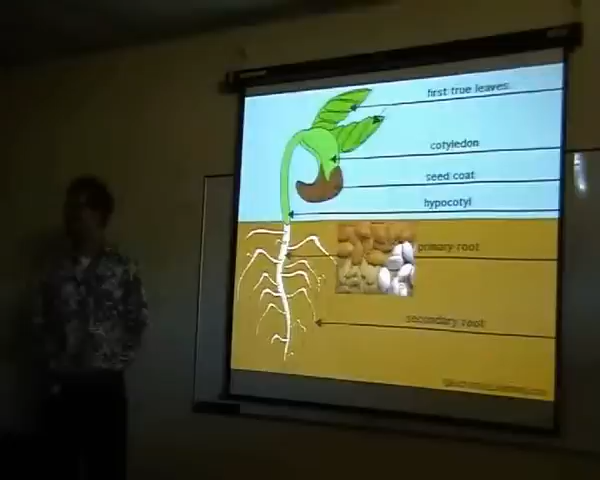 first true leaves
cotyledon
seed coat
hypocotyl
primary root
secondary root